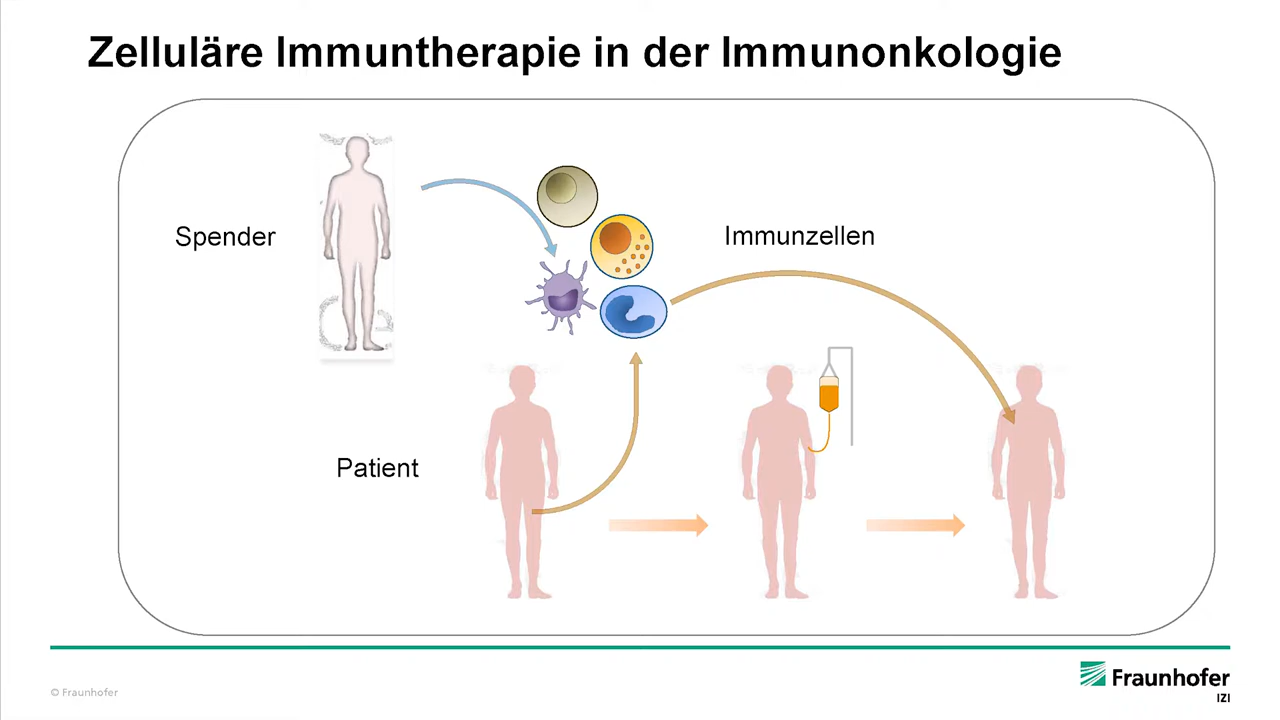 Zelluläre Immuntherapie in der Immunonkologie
Spender
Immunzellen
Patient
© Fraunhofer
Fraunhofer
IZI